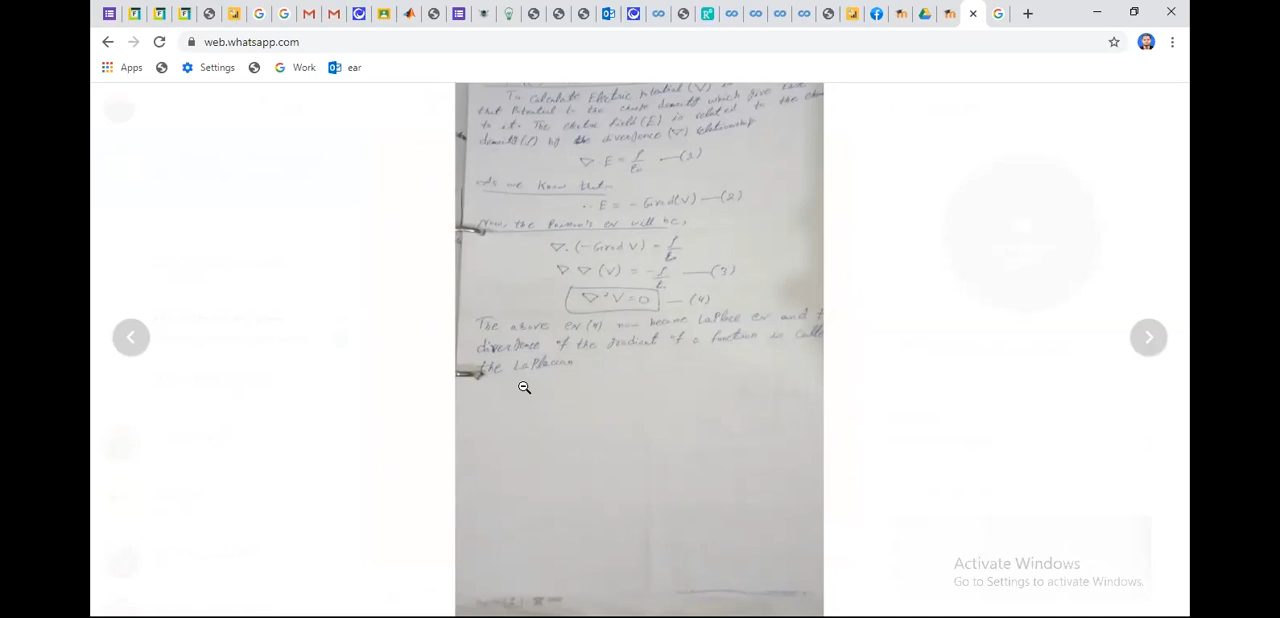 web.whatsapp.com
Apps Settings Work ear
To Calculate Electric Potential (V)
that Potential to the
to it. The electric field (E) is related to the
density (ρ) by the divergence (▽) relationship
▽ · E = ρ/ε₀ —(1)
As we know that
∴ E = - Grad(V) —(2)
Now, the Poisson's eq will be,
▽. (-Grad V) = ρ/ε₀
▽ ▽ (V) = -ρ/ε₀ —(3)
▽²V=0 —(4)
The above eq (4) now become LaPlace eq and
divergence of the gradient of a function is
the LaPlacian
Activate Windows
Go to Settings to activate Windows.